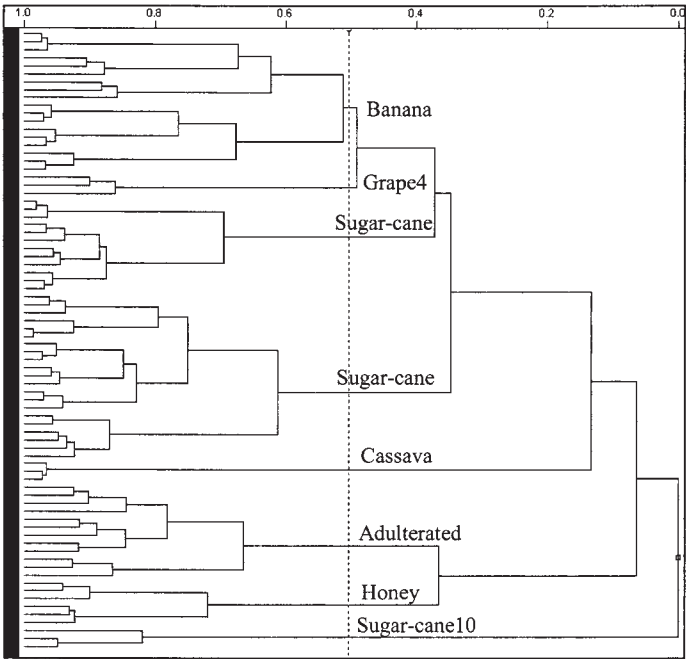 1.0 0.8 0.6 0.4 0.2 0.0
Banana
Grape4
Sugar-cane
Sugar-cane
Cassava
Adulterated
Honey
Sugar-cane10